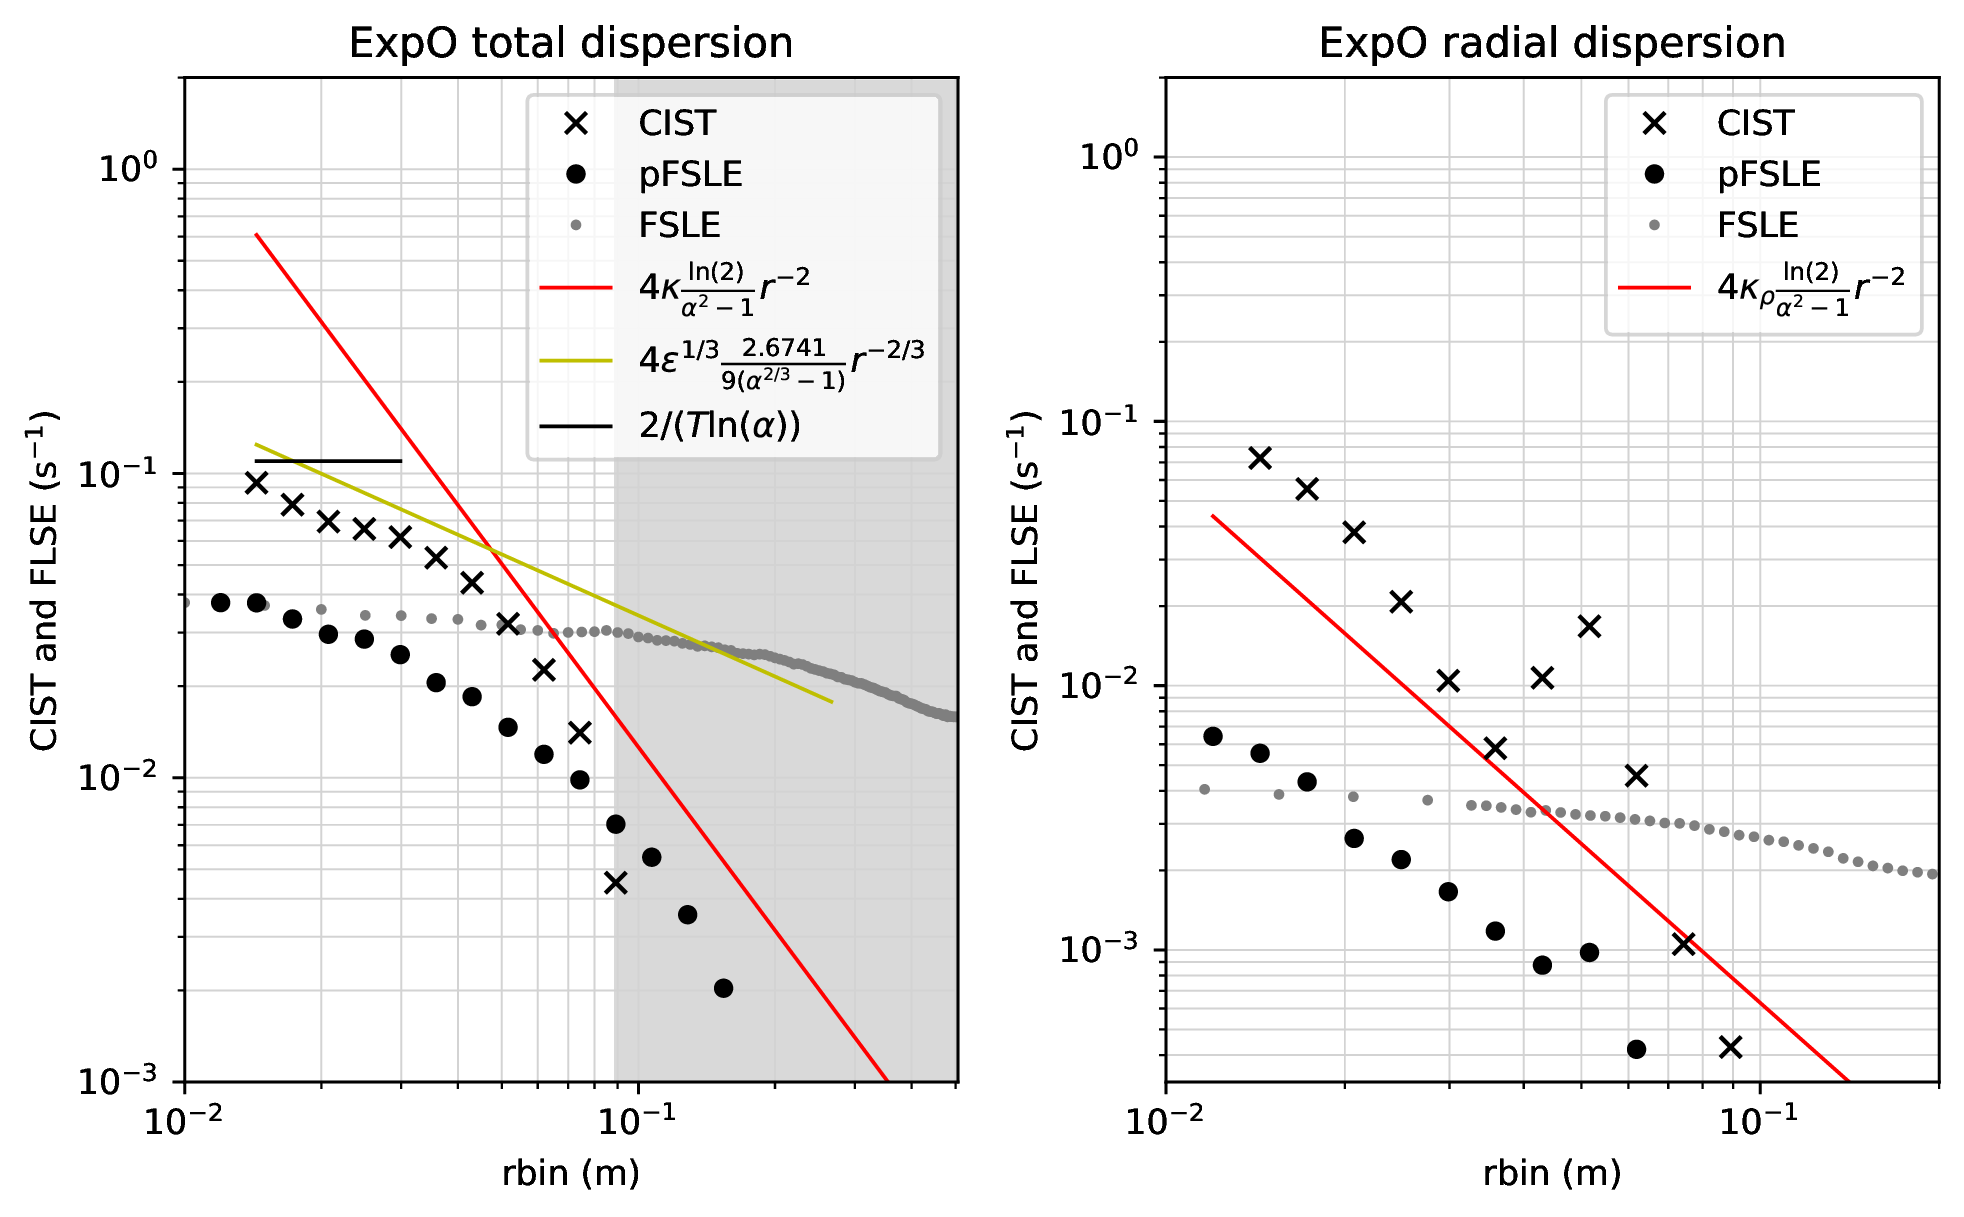 ExpO total dispersion
CIST
pFSLE
FSLE
4κ ln(2)/(α² − 1) r⁻²
4ε^{1/3} 2.6741/(9(α^{2/3} − 1)) r^{−2/3}
2/(Tln(α))
10⁰
10⁻¹
10⁻²
10⁻³
CIST and FLSE (s⁻¹)
10⁻²
10⁻¹
rbin (m)
ExpO radial dispersion
CIST
pFSLE
FSLE
4κ_ρ ln(2)/(α² − 1) r⁻²
10⁰
10⁻¹
10⁻²
10⁻³
CIST and FLSE (s⁻¹)
10⁻²
10⁻¹
rbin (m)